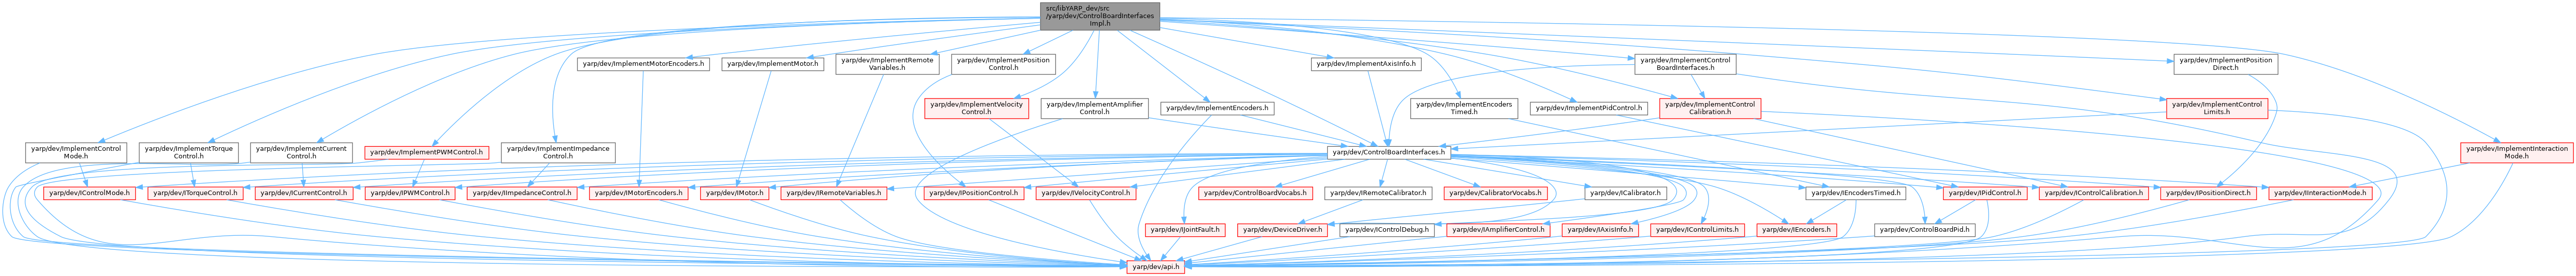 src/libYARP_dev/src
/yarp/dev/ControlBoardInterfaces
Impl.h
yarp/dev/ImplementMotorEncoders.h
yarp/dev/ImplementMotor.h
yarp/dev/ImplementRemote
Variables.h
yarp/dev/ImplementPosition
Control.h
yarp/dev/ImplementAxisInfo.h
yarp/dev/ImplementControl
BoardInterfaces.h
yarp/dev/ImplementPosition
Direct.h
yarp/dev/ImplementVelocity
Control.h
yarp/dev/ImplementAmplifier
Control.h
yarp/dev/ImplementEncoders.h
yarp/dev/ImplementEncoders
Timed.h
yarp/dev/ImplementPidControl.h
yarp/dev/ImplementControl
Calibration.h
yarp/dev/ImplementControl
Limits.h
yarp/dev/ImplementControl
Mode.h
yarp/dev/ImplementTorque
Control.h
yarp/dev/ImplementCurrent
Control.h
yarp/dev/ImplementPWMControl.h
yarp/dev/ImplementImpedance
Control.h
yarp/dev/ControlBoardInterfaces.h
yarp/dev/ImplementInteraction
Mode.h
yarp/dev/IControlMode.h
yarp/dev/ITorqueControl.h
yarp/dev/ICurrentControl.h
yarp/dev/IPWMControl.h
yarp/dev/IImpedanceControl.h
yarp/dev/IMotorEncoders.h
yarp/dev/IMotor.h
yarp/dev/IRemoteVariables.h
yarp/dev/IPositionControl.h
yarp/dev/IVelocityControl.h
yarp/dev/ControlBoardVocabs.h
yarp/dev/IRemoteCalibrator.h
yarp/dev/CalibratorVocabs.h
yarp/dev/ICalibrator.h
yarp/dev/IEncodersTimed.h
yarp/dev/IPidControl.h
yarp/dev/IControlCalibration.h
yarp/dev/IPositionDirect.h
yarp/dev/IInteractionMode.h
yarp/dev/IJointFault.h
yarp/dev/DeviceDriver.h
yarp/dev/IControlDebug.h
yarp/dev/IAmplifierControl.h
yarp/dev/IAxisInfo.h
yarp/dev/IControlLimits.h
yarp/dev/IEncoders.h
yarp/dev/ControlBoardPid.h
yarp/dev/api.h